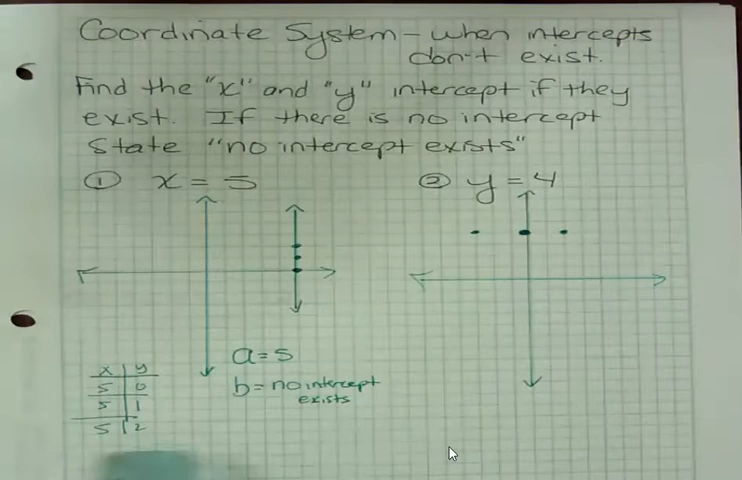 Coordinate System - when intercepts
don't exist.
Find the "x" and "y" intercept if they
exist. If there is no intercept
State "no intercept exists"
① x = 5
② y = 4
x y
5 0
5 1
5 2
a = 5
b = no intercept
exists